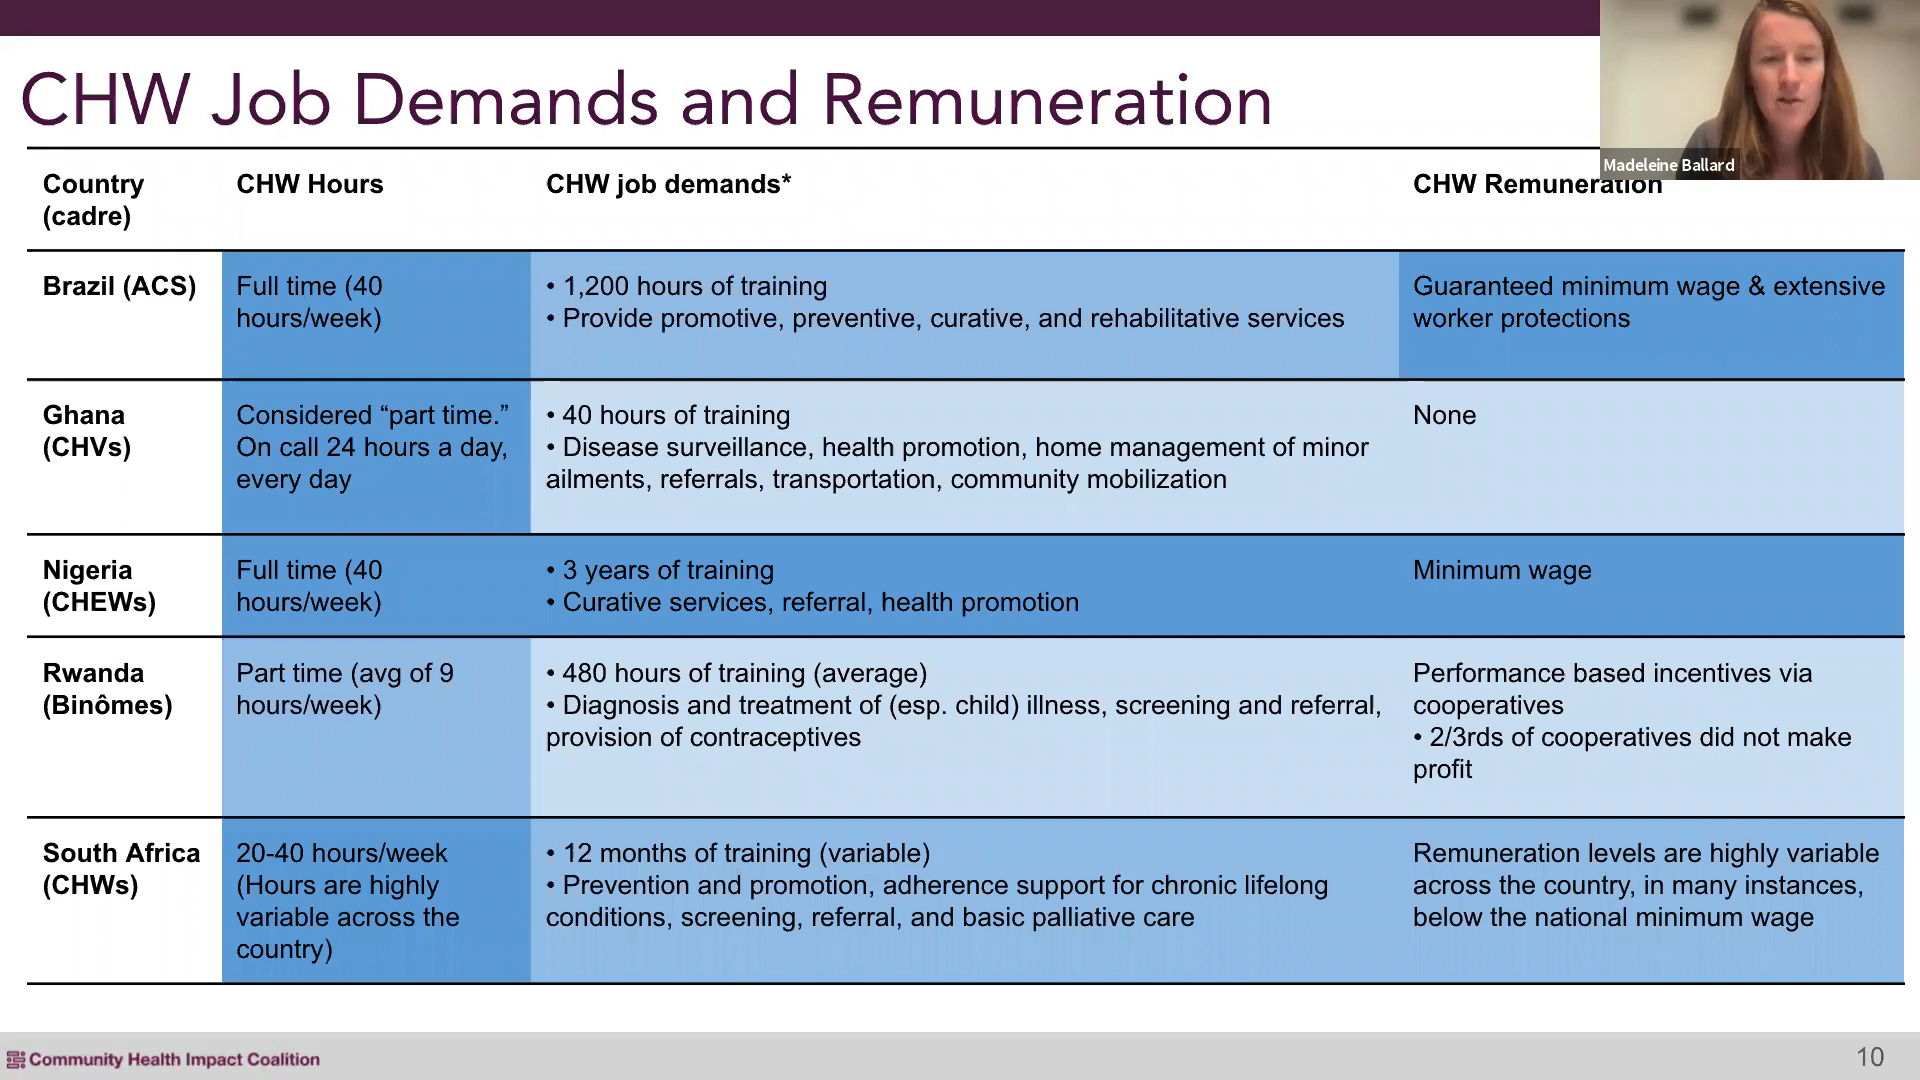 CHW Job Demands and Remuneration
Madeleine Ballard
Country
(cadre)
CHW Hours
CHW job demands*
CHW Remuneration
Brazil (ACS)
Full time (40
hours/week)
• 1,200 hours of training
• Provide promotive, preventive, curative, and rehabilitative services
Guaranteed minimum wage & extensive
worker protections
Ghana
(CHVs)
Considered “part time.”
On call 24 hours a day,
every day
• 40 hours of training
• Disease surveillance, health promotion, home management of minor
ailments, referrals, transportation, community mobilization
None
Nigeria
(CHEWs)
Full time (40
hours/week)
• 3 years of training
• Curative services, referral, health promotion
Minimum wage
Rwanda
(Binômes)
Part time (avg of 9
hours/week)
• 480 hours of training (average)
• Diagnosis and treatment of (esp. child) illness, screening and referral,
provision of contraceptives
Performance based incentives via
cooperatives
• 2/3rds of cooperatives did not make
profit
South Africa
(CHWs)
20-40 hours/week
(Hours are highly
variable across the
country)
• 12 months of training (variable)
• Prevention and promotion, adherence support for chronic lifelong
conditions, screening, referral, and basic palliative care
Remuneration levels are highly variable
across the country, in many instances,
below the national minimum wage
Community Health Impact Coalition
10